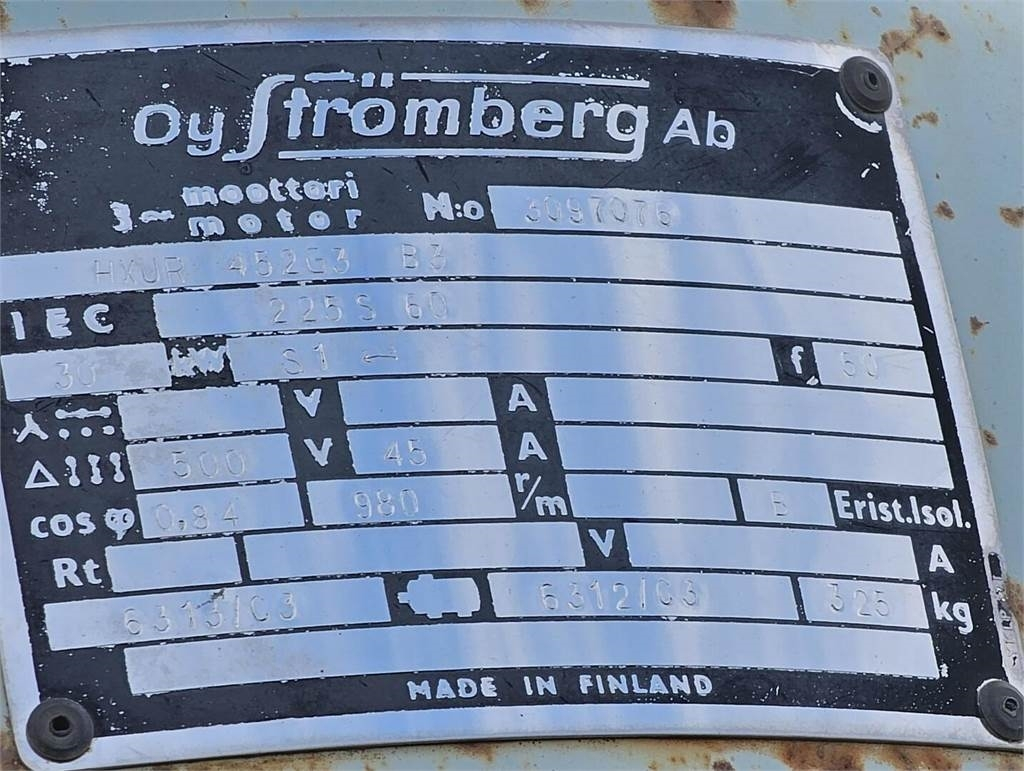 Oy Strömberg Ab
3~ moottori motor N:o 3097076
HXUR 452G3 B3
IEC 225 S 60
30 kW S1 f 50
V A
Δ 500 V 45 A
cos φ 0,84 980 r/m B Erist.Isol.
Rt V A
6313/C3 6312/C3 325 kg
MADE IN FINLAND